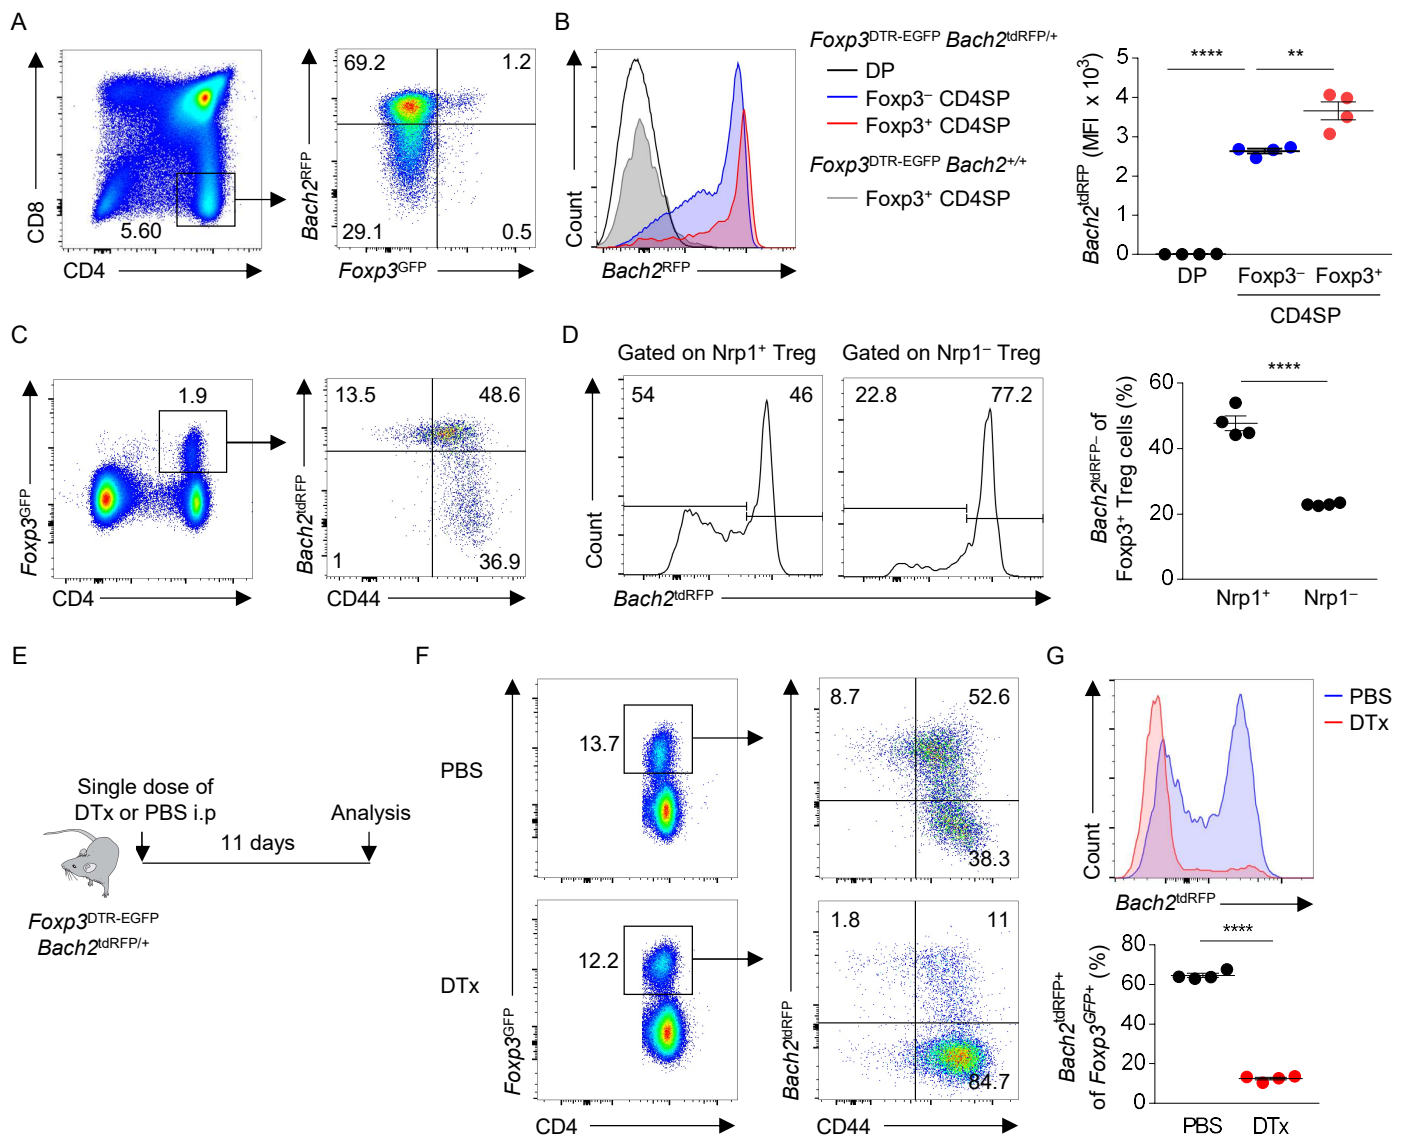 A
CD8
CD4
5.60
Bach2RFP
69.2
1.2
29.1
0.5
Foxp3GFP
B
Count
Bach2RFP
Foxp3DTR-EGFP Bach2tdRFP/+
DP
Foxp3– CD4SP
Foxp3+ CD4SP
Foxp3DTR-EGFP Bach2+/+
Foxp3+ CD4SP
Bach2tdRFP (MFI x 103)
5
4
3
2
1
0
****
**
DP
Foxp3–
Foxp3+
CD4SP
C
Foxp3GFP
1.9
CD4
Bach2tdRFP
13.5
48.6
1
36.9
CD44
D
Gated on Nrp1+ Treg
Gated on Nrp1– Treg
54
46
22.8
77.2
Count
Bach2tdRFP
Bach2tdRFP– of
Foxp3+ Treg cells (%)
60
40
20
0
****
Nrp1+
Nrp1–
E
Single dose of
DTx or PBS i.p
Analysis
11 days
Foxp3DTR-EGFP
Bach2tdRFP/+
F
PBS
13.7
8.7
52.6
38.3
DTx
12.2
1.8
11
84.7
Foxp3GFP
CD4
Bach2tdRFP
CD44
G
Count
Bach2tdRFP
PBS
DTx
Bach2tdRFP+
of Foxp3GFP+ (%)
80
60
40
20
0
****
PBS
DTx